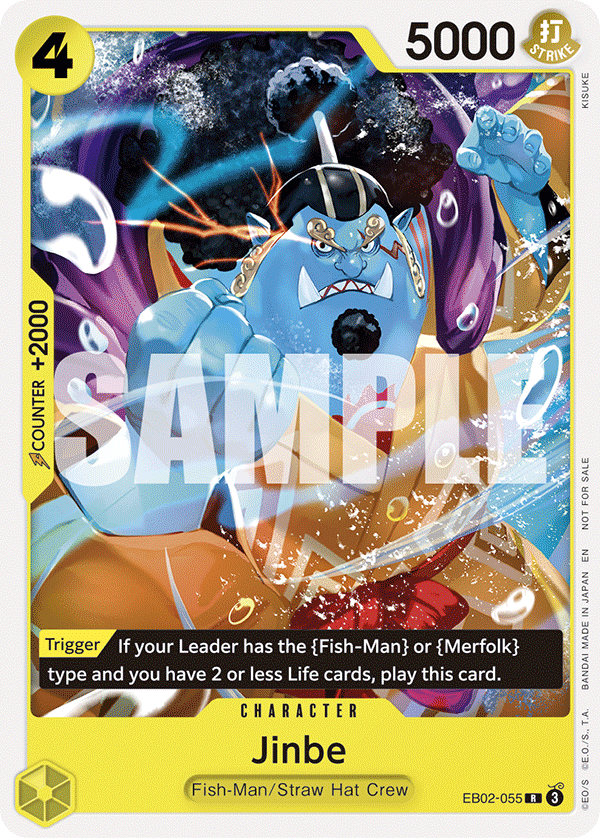 4
5000
打
STRIKE
KISUKE
COUNTER +2000
SAMPLE
Trigger If your Leader has the {Fish-Man} or {Merfolk}
type and you have 2 or less Life cards, play this card.
CHARACTER
Jinbe
Fish-Man/Straw Hat Crew
EB02-055 R 3
©EO/S ©E.O./S., T.A. BANDAI MADE IN JAPAN EN NOT FOR SALE